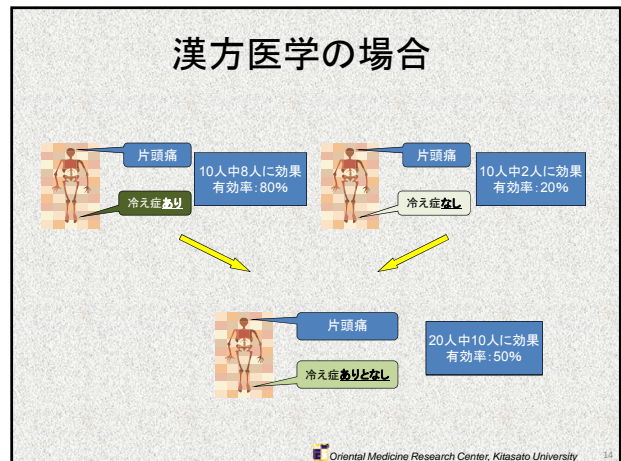 漢方医学の場合
片頭痛
10人中8人に効果
有効率：80%
冷え症あり
片頭痛
10人中2人に効果
有効率：20%
冷え症なし
片頭痛
20人中10人に効果
有効率：50%
冷え症ありとなし
Oriental Medicine Research Center, Kitasato University
14